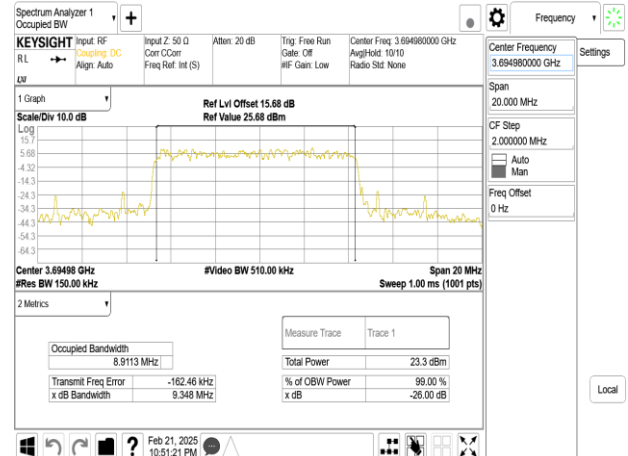 Spectrum Analyzer 1
Occupied BW
Frequency
KEYSIGHT
RL
LXI
Input: RF
Coupling: DC
Align: Auto
Input Z: 50 Ω
Corr CCorr
Freq Ref: Int (S)
Atten: 20 dB
Trig: Free Run
Gate: Off
#IF Gain: Low
Center Freq: 3.694980000 GHz
Avg|Hold: 10/10
Radio Std: None
Center Frequency
3.694980000 GHz
Settings
Span
20.000 MHz
CF Step
2.000000 MHz
Auto
Man
Freq Offset
0 Hz
Local
1 Graph
Scale/Div 10.0 dB
Ref Lvl Offset 15.68 dB
Ref Value 25.68 dBm
Log
15.7
5.68
-4.32
-14.3
-24.3
-34.3
-44.3
-54.3
-64.3
Center 3.69498 GHz
#Video BW 510.00 kHz
Span 20 MHz
#Res BW 150.00 kHz
Sweep 1.00 ms (1001 pts)
2 Metrics
Measure Trace
Trace 1
Occupied Bandwidth
8.9113 MHz
Total Power
23.3 dBm
Transmit Freq Error
-162.46 kHz
% of OBW Power
99.00 %
x dB Bandwidth
9.348 MHz
x dB
-26.00 dB
?
Feb 21, 2025
10:51:21 PM